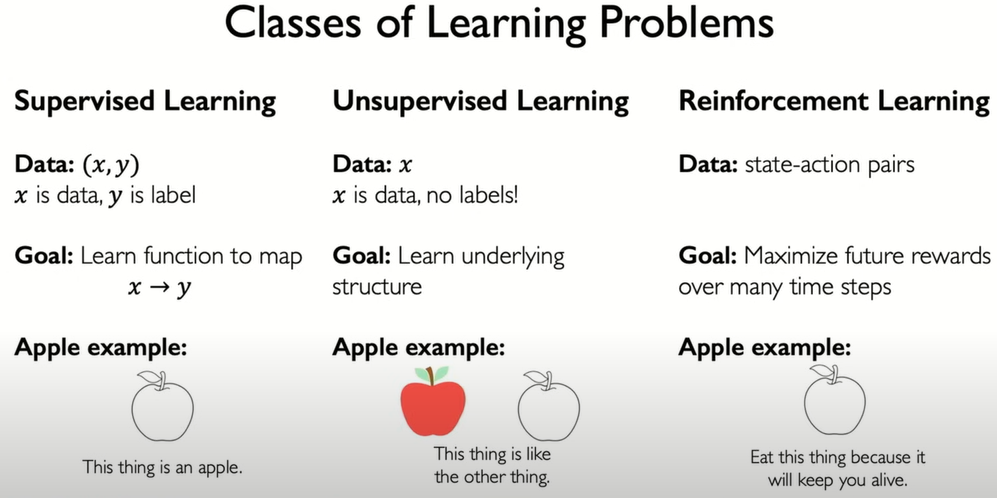 Classes of Learning Problems
Supervised Learning
Data: (x, y)
x is data, y is label
Goal: Learn function to map
x → y
Apple example:
This thing is an apple.
Unsupervised Learning
Data: x
x is data, no labels!
Goal: Learn underlying
structure
Apple example:
This thing is like
the other thing.
Reinforcement Learning
Data: state-action pairs
Goal: Maximize future rewards
over many time steps
Apple example:
Eat this thing because it
will keep you alive.